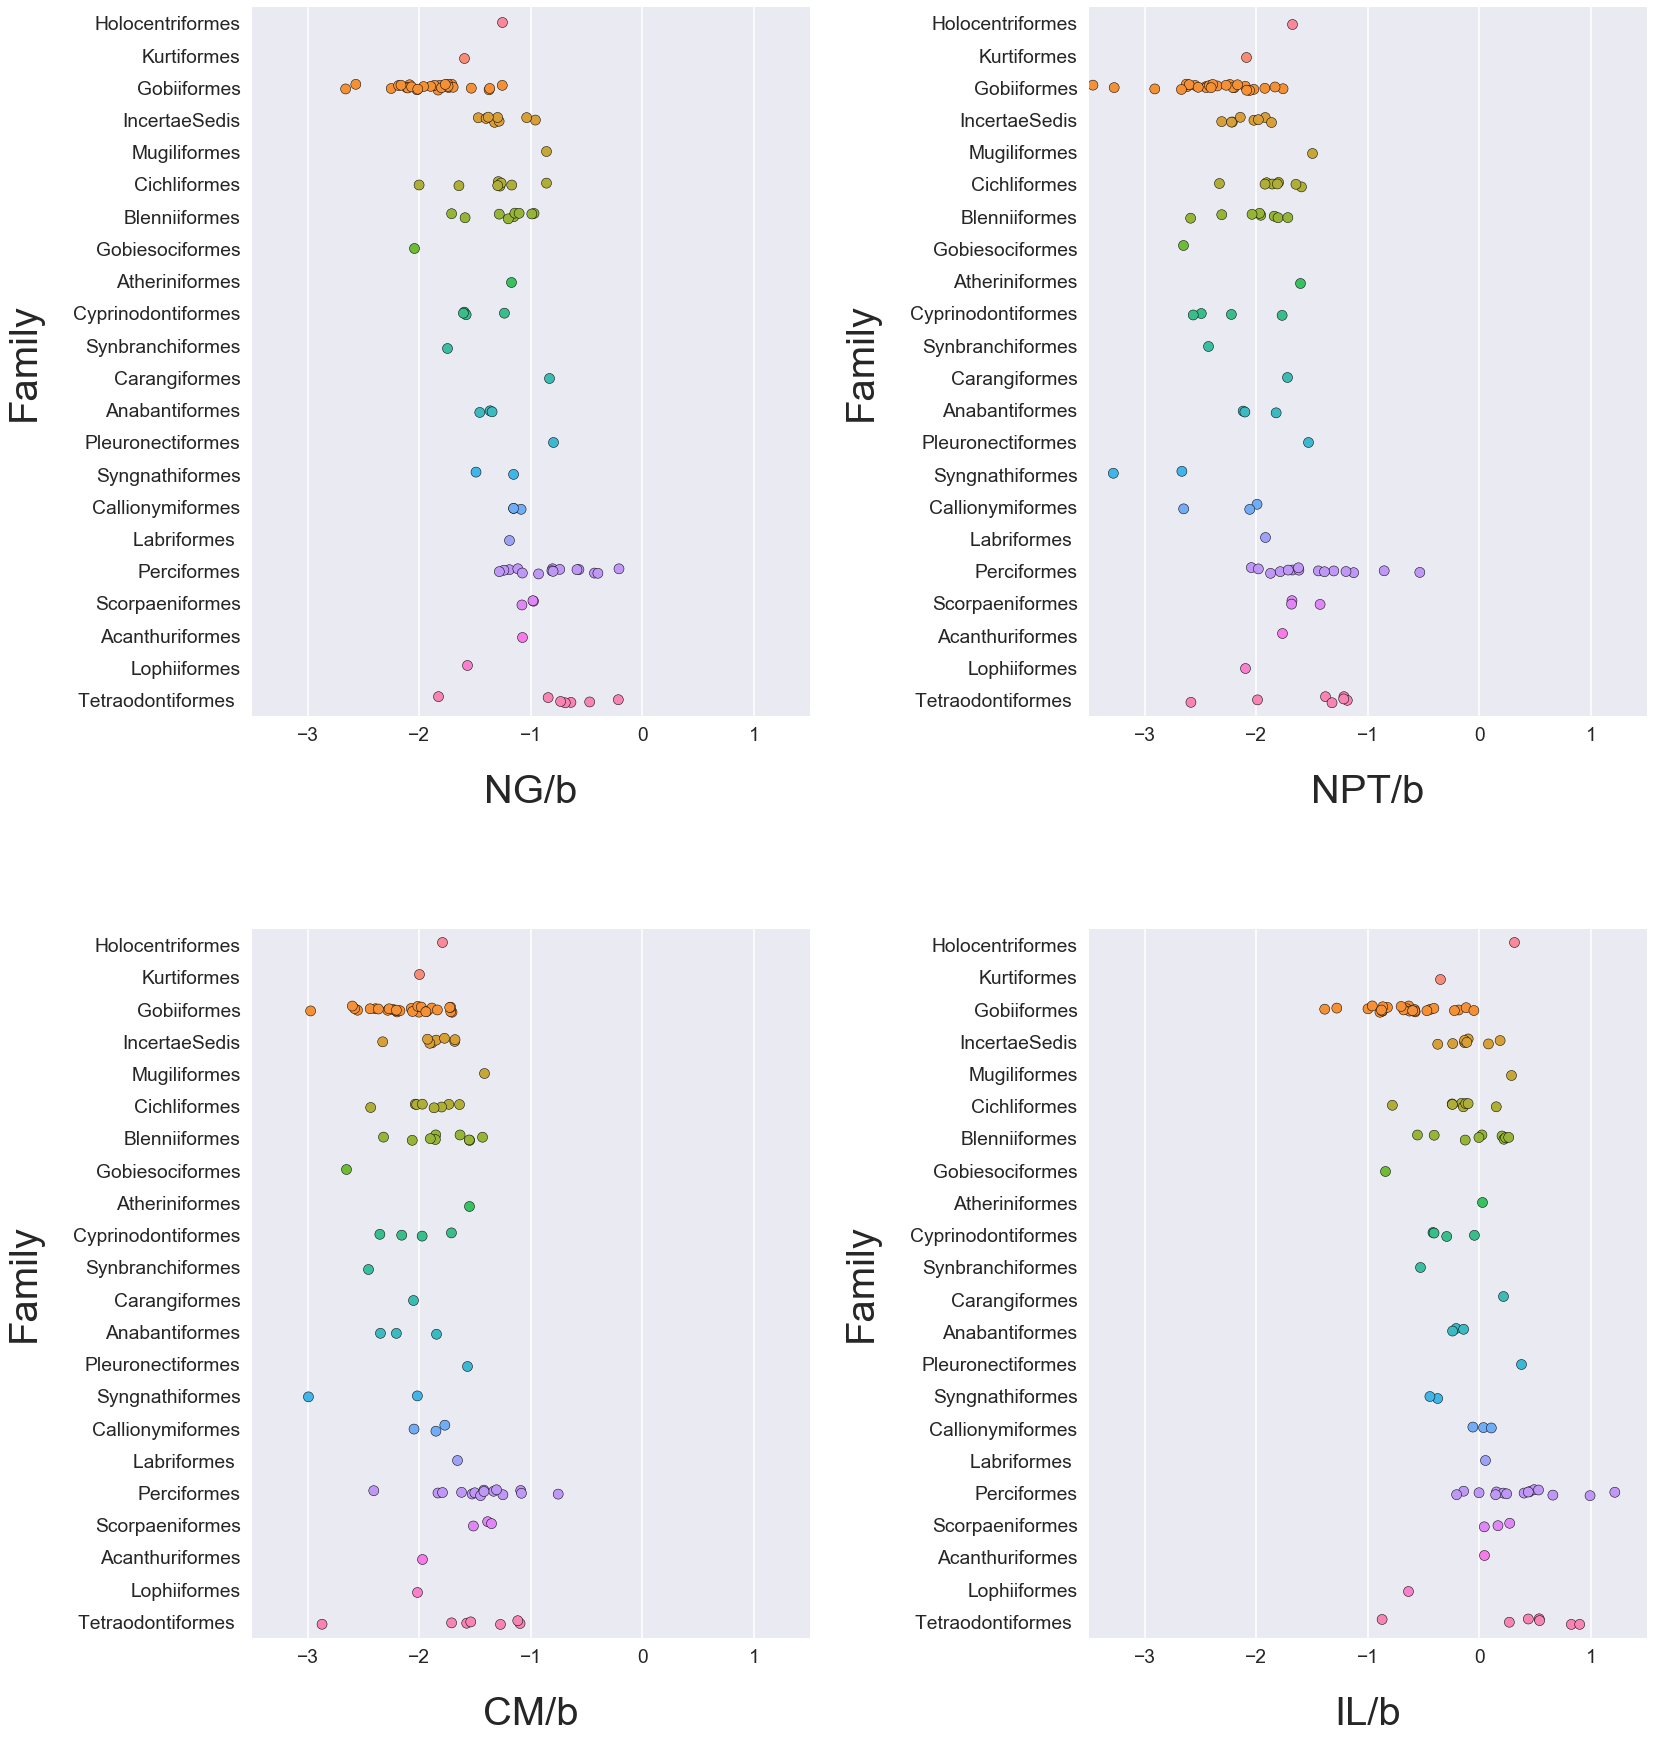 Family
Holocentriformes
Kurtiformes
Gobiiformes
IncertaeSedis
Mugiliformes
Cichliformes
Blenniiformes
Gobiesociformes
Atheriniformes
Cyprinodontiformes
Synbranchiformes
Carangiformes
Anabantiformes
Pleuronectiformes
Syngnathiformes
Callionymiformes
Labriformes
Perciformes
Scorpaeniformes
Acanthuriformes
Lophiiformes
Tetraodontiformes
−3 −2 −1 0 1
NG/b
Family
Holocentriformes
Kurtiformes
Gobiiformes
IncertaeSedis
Mugiliformes
Cichliformes
Blenniiformes
Gobiesociformes
Atheriniformes
Cyprinodontiformes
Synbranchiformes
Carangiformes
Anabantiformes
Pleuronectiformes
Syngnathiformes
Callionymiformes
Labriformes
Perciformes
Scorpaeniformes
Acanthuriformes
Lophiiformes
Tetraodontiformes
−3 −2 −1 0 1
NPT/b
Family
Holocentriformes
Kurtiformes
Gobiiformes
IncertaeSedis
Mugiliformes
Cichliformes
Blenniiformes
Gobiesociformes
Atheriniformes
Cyprinodontiformes
Synbranchiformes
Carangiformes
Anabantiformes
Pleuronectiformes
Syngnathiformes
Callionymiformes
Labriformes
Perciformes
Scorpaeniformes
Acanthuriformes
Lophiiformes
Tetraodontiformes
−3 −2 −1 0 1
CM/b
Family
Holocentriformes
Kurtiformes
Gobiiformes
IncertaeSedis
Mugiliformes
Cichliformes
Blenniiformes
Gobiesociformes
Atheriniformes
Cyprinodontiformes
Synbranchiformes
Carangiformes
Anabantiformes
Pleuronectiformes
Syngnathiformes
Callionymiformes
Labriformes
Perciformes
Scorpaeniformes
Acanthuriformes
Lophiiformes
Tetraodontiformes
−3 −2 −1 0 1
IL/b